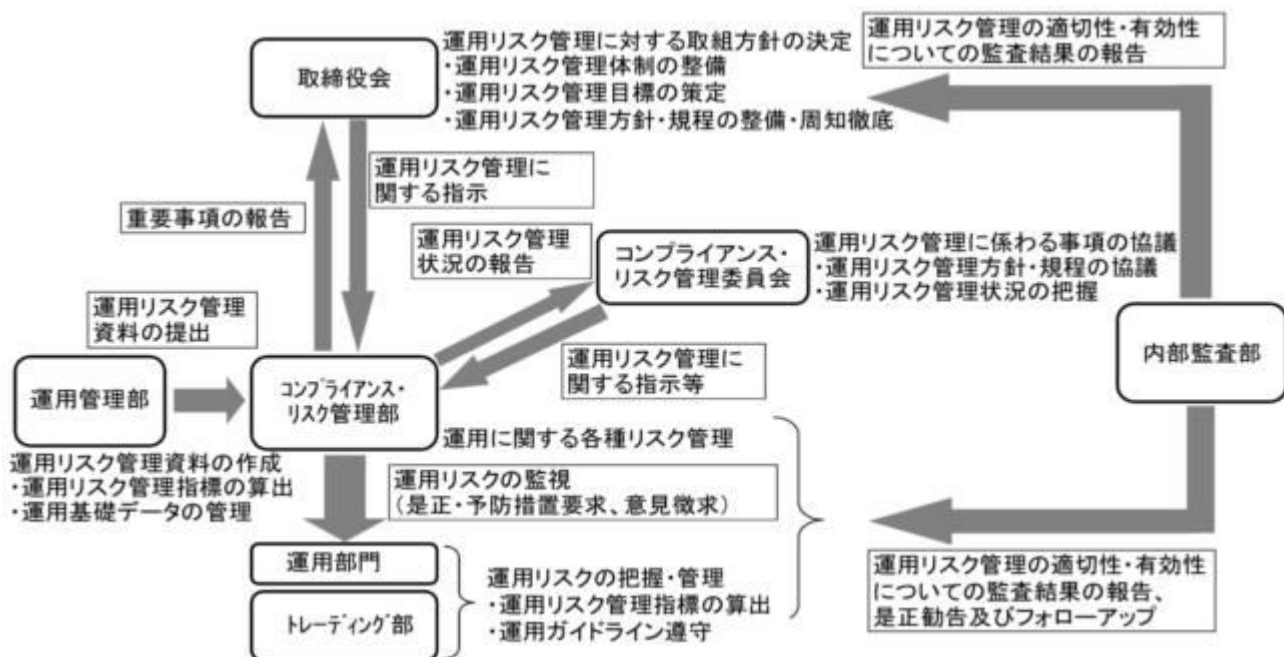 取締役会
運用リスク管理に対する取組方針の決定
・運用リスク管理体制の整備
・運用リスク管理目標の策定
・運用リスク管理方針・規程の整備・周知徹底
運用リスク管理の適切性・有効性
についての監査結果の報告
運用リスク管理に
関する指示
重要事項の報告
運用リスク管理
状況の報告
コンプライアンス・
リスク管理委員会
運用リスク管理に係わる事項の協議
・運用リスク管理方針・規程の協議
・運用リスク管理状況の把握
運用リスク管理
資料の提出
運用リスク管理に
関する指示等
内部監査部
運用管理部
コンプライアンス・
リスク管理部
運用に関する各種リスク管理
運用リスク管理資料の作成
・運用リスク管理指標の算出
・運用基礎データの管理
運用リスクの監視
(是正・予防措置要求、意見徴求)
運用部門
トレーディング部
運用リスクの把握・管理
・運用リスク管理指標の算出
・運用ガイドライン遵守
運用リスク管理の適切性・有効性
についての監査結果の報告、
是正勧告及びフォローアップ